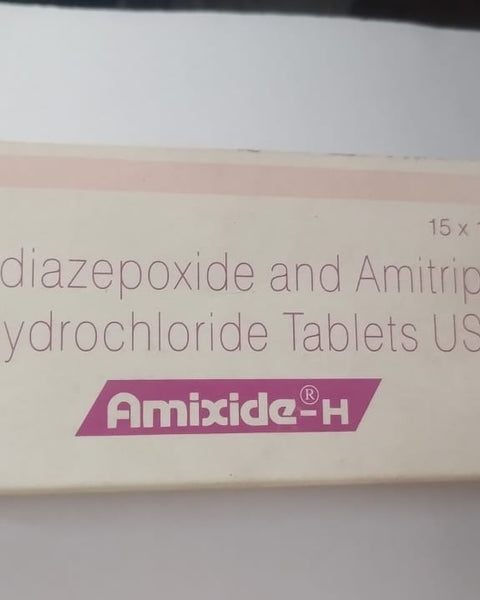 15 x 1
diazepoxide and Amitrip
ydrochloride Tablets US
Amixide®-H